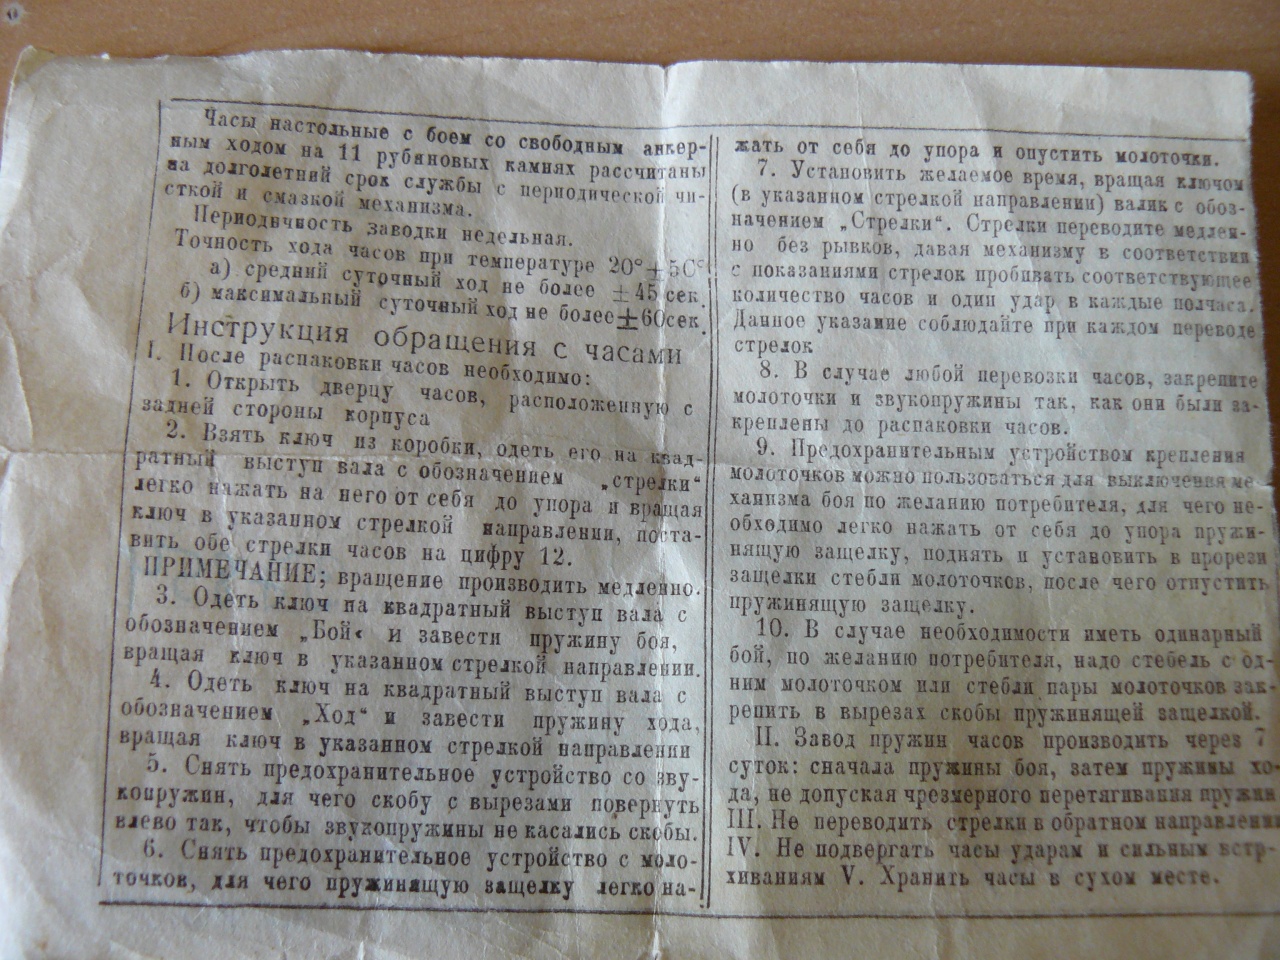 Часы настольные с боем со свободным анкер-
ным ходом на 11 рубиновых камнях рассчитаны
на долголетний срок службы с периодической чи-
сткой и смазкой механизма.
Периодичность заводки недельная.
Точность хода часов при температуре 20°±5С°
а) средний суточный ход не более ±45 сек.
б) максимальный суточный ход не более ±60 сек.
Инструкция обращения с часами
I. После распаковки часов необходимо:
1. Открыть дверцу часов, расположенную с
задней стороны корпуса
2. Взять ключ из коробки, одеть его на квад-
ратный выступ вала с обозначением „стрелки“
легко нажать на него от себя до упора и вращая
ключ в указанном стрелкой направлении, поста-
вить обе стрелки часов на цифру 12.
ПРИМЕЧАНИЕ; вращение производить медленно.
3. Одеть ключ на квадратный выступ вала с
обозначением „Бой“ и завести пружину боя,
вращая ключ в указанном стрелкой направлении.
4. Одеть ключ на квадратный выступ вала с
обозначением „Ход“ и завести пружину хода,
вращая ключ в указанном стрелкой направлении
5. Снять предохранительное устройство со зву-
копружин, для чего скобу с вырезами повернуть
влево так, чтобы звукопружины не касались скобы.
6. Снять предохранительное устройство с моло-
точков, для чего пружинящую защелку легко на-
жать от себя до упора и опустить молоточки.
7. Установить желаемое время, вращая ключом
(в указанном стрелкой направлении) валик с обоз-
начением „Стрелки“. Стрелки переводите медлен-
но без рывков, давая механизму в соответствии
с показаниями стрелок пробивать соответствующее
количество часов и один удар в каждые полчаса.
Данное указание соблюдайте при каждом переводе
стрелок
8. В случае любой перевозки часов, закрепите
молоточки и звукопружины так, как они были за-
креплены до распаковки часов.
9. Предохранительным устройством крепления
молоточков можно пользоваться для выключения ме-
ханизма боя по желанию потребителя, для чего не-
обходимо легко нажать от себя до упора пружи-
нящую защелку, поднять и установить в прорези
защелки стебли молоточков, после чего отпустить
пружинящую защелку.
10. В случае необходимости иметь одинарный
бой, по желанию потребителя, надо стебель с од-
ним молоточком или стебли пары молоточков зак-
репить в вырезах скобы пружинящей защелкой.
II. Завод пружин часов производить через 7
суток: сначала пружины боя, затем пружины хо-
да, не допуская чрезмерного перетягивания пружин
III. Не переводить стрелки в обратном направлении
IV. Не подвергать часы ударам и сильным встр-
хиваниям V. Хранить часы в сухом месте.